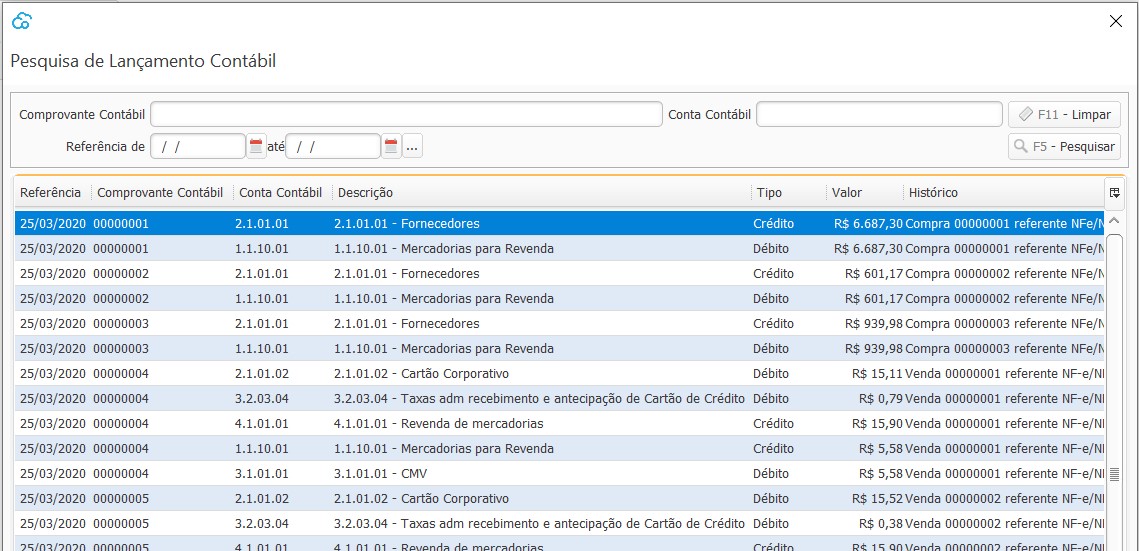 Pesquisa de Lançamento Contábil
Comprovante Contábil Conta Contábil F11 - Limpar
Referência de / / até / / ... F5 - Pesquisar
Referência Comprovante Contábil Conta Contábil Descrição Tipo Valor Histórico
25/03/2020 00000001 2.1.01.01 2.1.01.01 - Fornecedores Crédito R$ 6.687,30 Compra 00000001 referente NFe/N
25/03/2020 00000001 1.1.10.01 1.1.10.01 - Mercadorias para Revenda Débito R$ 6.687,30 Compra 00000001 referente NFe/N
25/03/2020 00000002 2.1.01.01 2.1.01.01 - Fornecedores Crédito R$ 601,17 Compra 00000002 referente NFe/N
25/03/2020 00000002 1.1.10.01 1.1.10.01 - Mercadorias para Revenda Débito R$ 601,17 Compra 00000002 referente NFe/N
25/03/2020 00000003 2.1.01.01 2.1.01.01 - Fornecedores Crédito R$ 939,98 Compra 00000003 referente NFe/N
25/03/2020 00000003 1.1.10.01 1.1.10.01 - Mercadorias para Revenda Débito R$ 939,98 Compra 00000003 referente NFe/N
25/03/2020 00000004 2.1.01.02 2.1.01.02 - Cartão Corporativo Débito R$ 15,11 Venda 00000001 referente NF-e/N
25/03/2020 00000004 3.2.03.04 3.2.03.04 - Taxas adm recebimento e antecipação de Cartão de Crédito Débito R$ 0,79 Venda 00000001 referente NF-e/N
25/03/2020 00000004 4.1.01.01 4.1.01.01 - Revenda de mercadorias Crédito R$ 15,90 Venda 00000001 referente NF-e/N
25/03/2020 00000004 1.1.10.01 1.1.10.01 - Mercadorias para Revenda Crédito R$ 5,58 Venda 00000001 referente NF-e/N
25/03/2020 00000004 3.1.01.01 3.1.01.01 - CMV Débito R$ 5,58 Venda 00000001 referente NF-e/N
25/03/2020 00000005 2.1.01.02 2.1.01.02 - Cartão Corporativo Débito R$ 15,52 Venda 00000002 referente NF-e/N
25/03/2020 00000005 3.2.03.04 3.2.03.04 - Taxas adm recebimento e antecipação de Cartão de Crédito Débito R$ 0,38 Venda 00000002 referente NF-e/N
25/03/2020 00000005 4.1.01.01 4.1.01.01 - Revenda de mercadorias Crédito R$ 15,90 Venda 00000002 referente NF-e/N